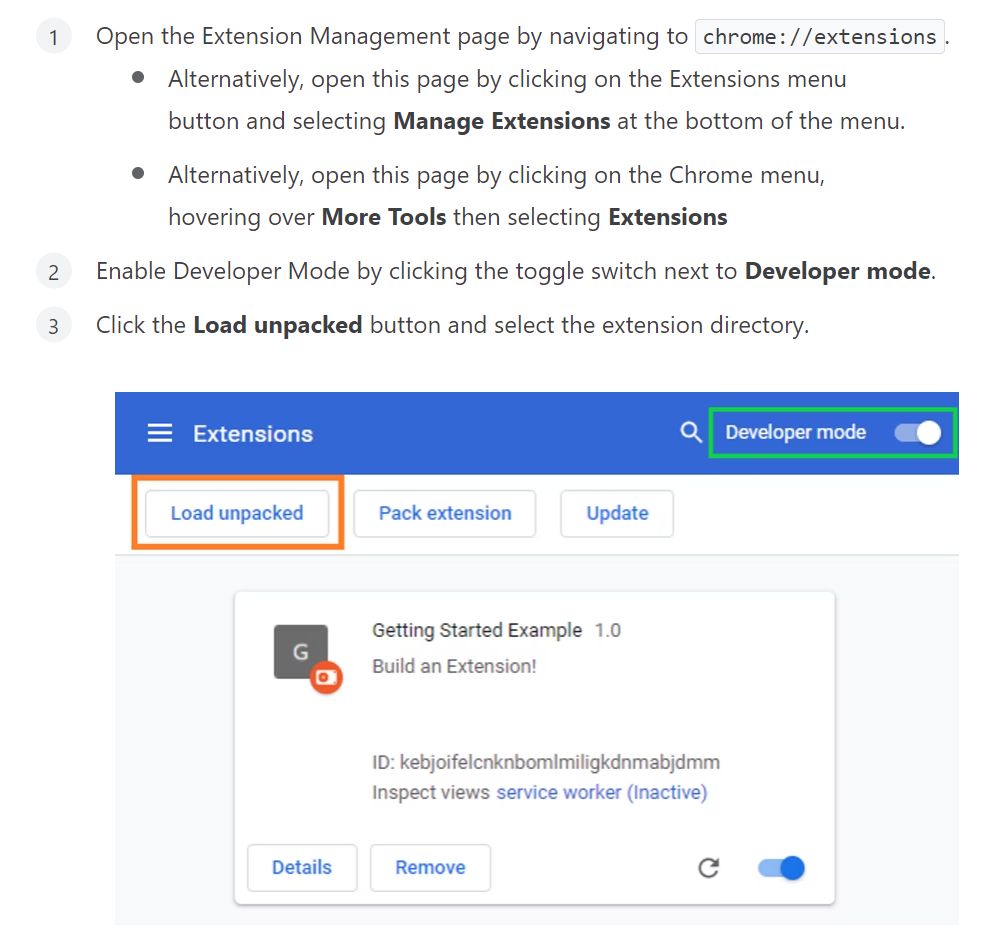 1 Open the Extension Management page by navigating to chrome://extensions.
• Alternatively, open this page by clicking on the Extensions menu
button and selecting Manage Extensions at the bottom of the menu.
• Alternatively, open this page by clicking on the Chrome menu,
hovering over More Tools then selecting Extensions
2 Enable Developer Mode by clicking the toggle switch next to Developer mode.
3 Click the Load unpacked button and select the extension directory.
Extensions Developer mode
Load unpacked Pack extension Update
G
Getting Started Example 1.0
Build an Extension!
ID: kebjoifelcnknbomlmiligkdnmabjdmm
Inspect views service worker (Inactive)
Details Remove